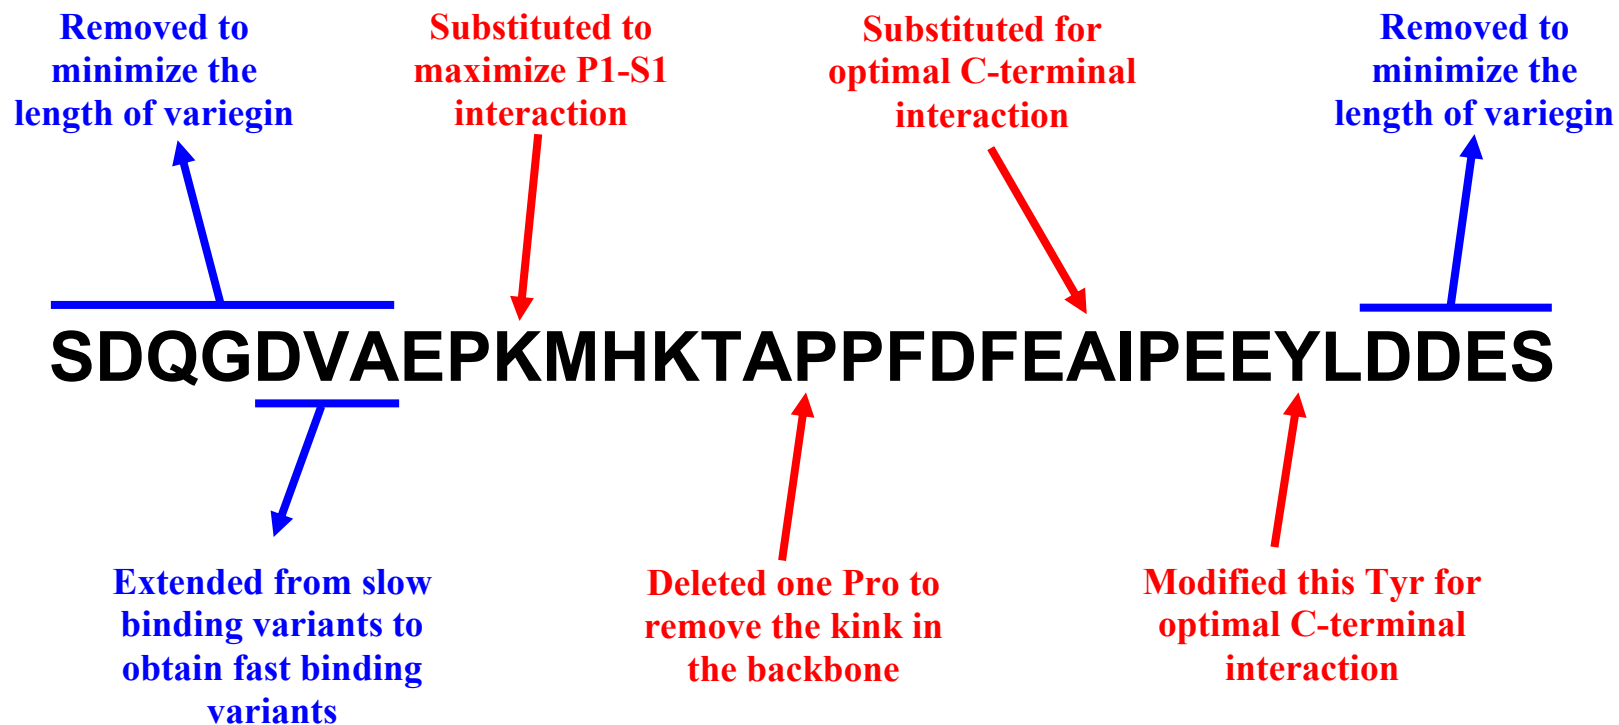 Removed to
minimize the
length of variegin
Substituted to
maximize P1-S1
interaction
Substituted for
optimal C-terminal
interaction
Removed to
minimize the
length of variegin
SDQGDVAEPKMHKTAPPFDFEAIPEEYLDDES
Extended from slow
binding variants to
obtain fast binding
variants
Deleted one Pro to
remove the kink in
the backbone
Modified this Tyr for
optimal C-terminal
interaction